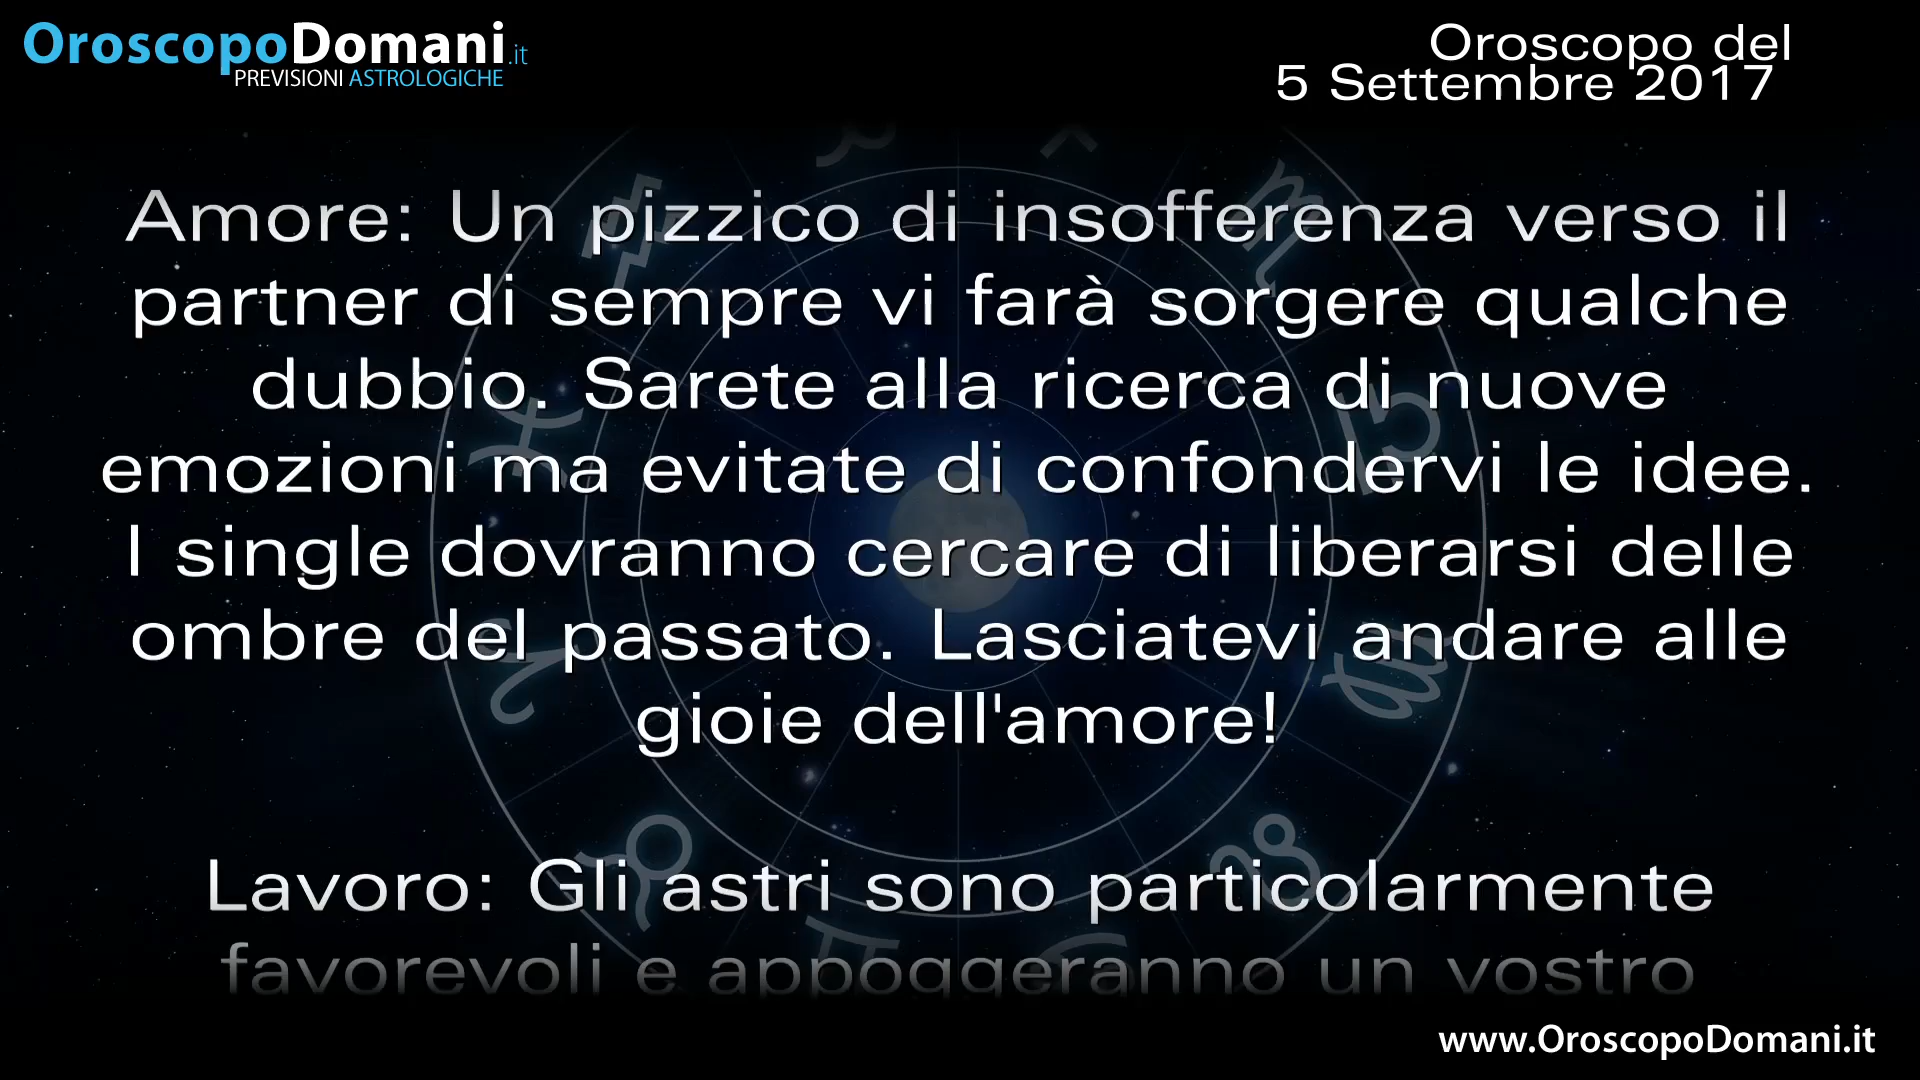 OroscopoDomani.it
PREVISIONI ASTROLOGICHE
Oroscopo del
5 Settembre 2017
Amore: Un pizzico di insofferenza verso il
partner di sempre vi farà sorgere qualche
dubbio. Sarete alla ricerca di nuove
emozioni ma evitate di confondervi le idee.
I single dovranno cercare di liberarsi delle
ombre del passato. Lasciatevi andare alle
gioie dell'amore!
Lavoro: Gli astri sono particolarmente
favorevoli e appoggeranno un vostro
www.OroscopoDomani.it